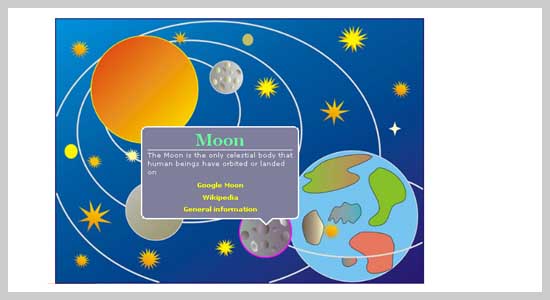 Moon
The Moon is the only celestial body that
human beings have orbited or landed
on
Google Moon
Wikipedia
General information